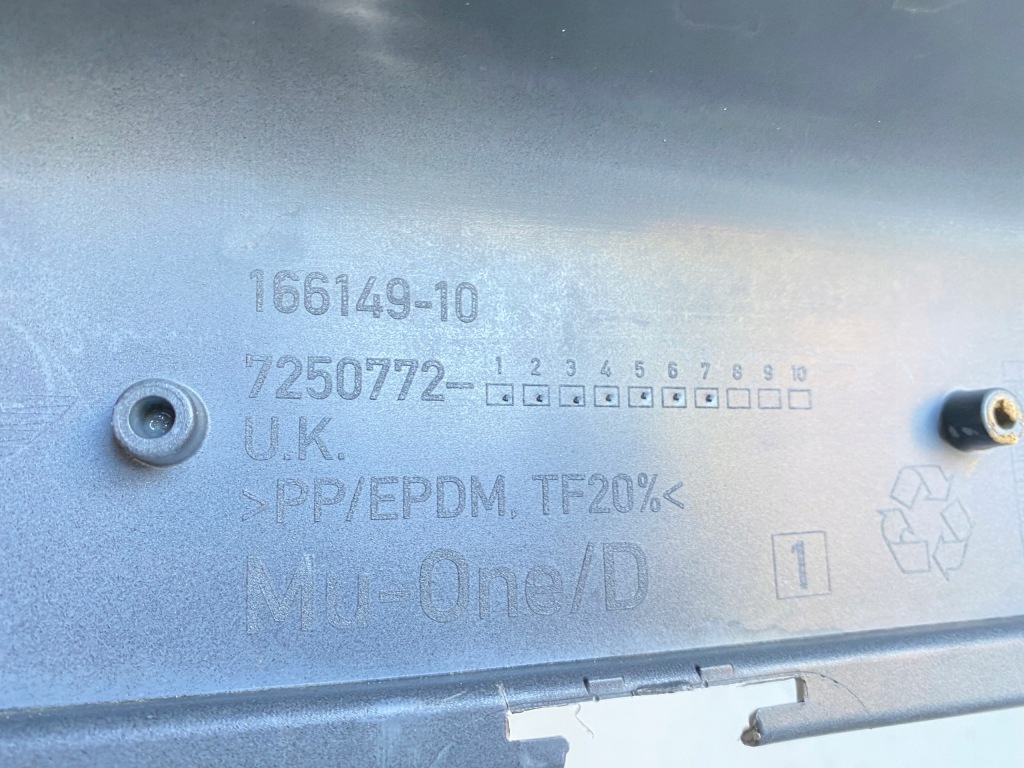 166149-10
1 2 3 4 5 6 7 8 9 10
7250772-
U.K.
>PP/EPDM, TF20%<
Mu-One/D
1